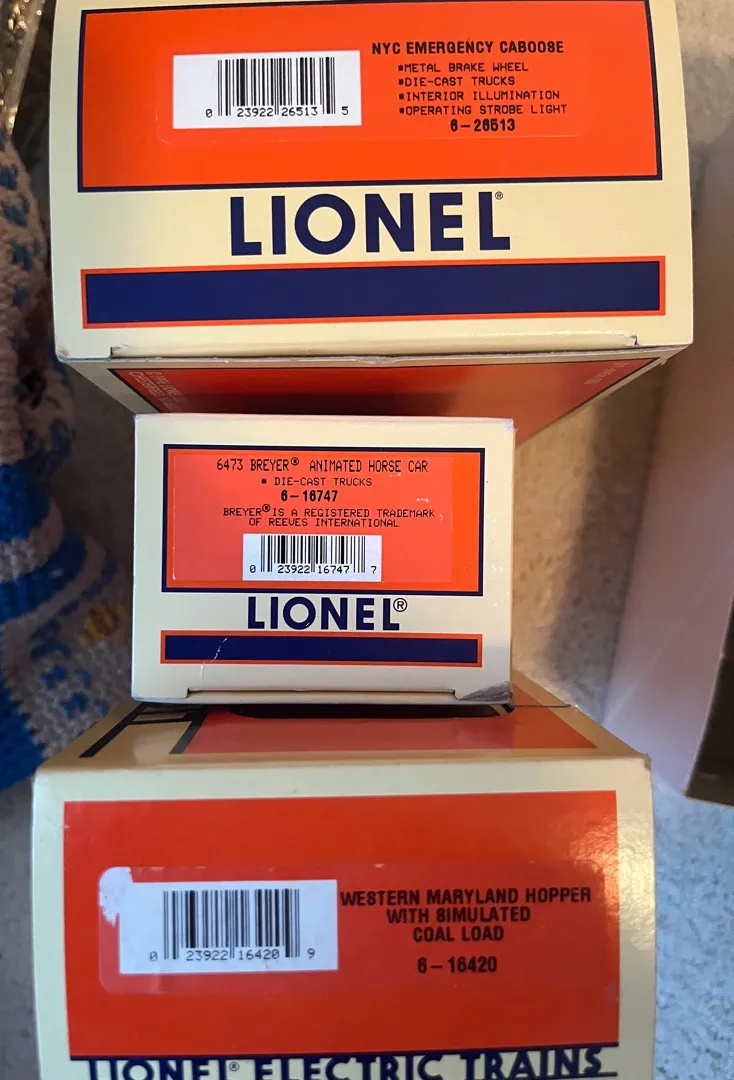 NYC EMERGENCY CABOOSE
*METAL BRAKE WHEEL
*DIE-CAST TRUCKS
*INTERIOR ILLUMINATION
*OPERATING STROBE LIGHT
6-26513
0 23922 26513 5
LIONEL®
6473 BREYER® ANIMATED HORSE CAR
* DIE-CAST TRUCKS
6-16747
BREYER® IS A REGISTERED TRADEMARK
OF REEVES INTERNATIONAL
0 23922 16747 7
LIONEL®
WESTERN MARYLAND HOPPER
WITH SIMULATED
COAL LOAD
6-16420
0 23922 16420 9
LIONEL® ELECTRIC TRAINS